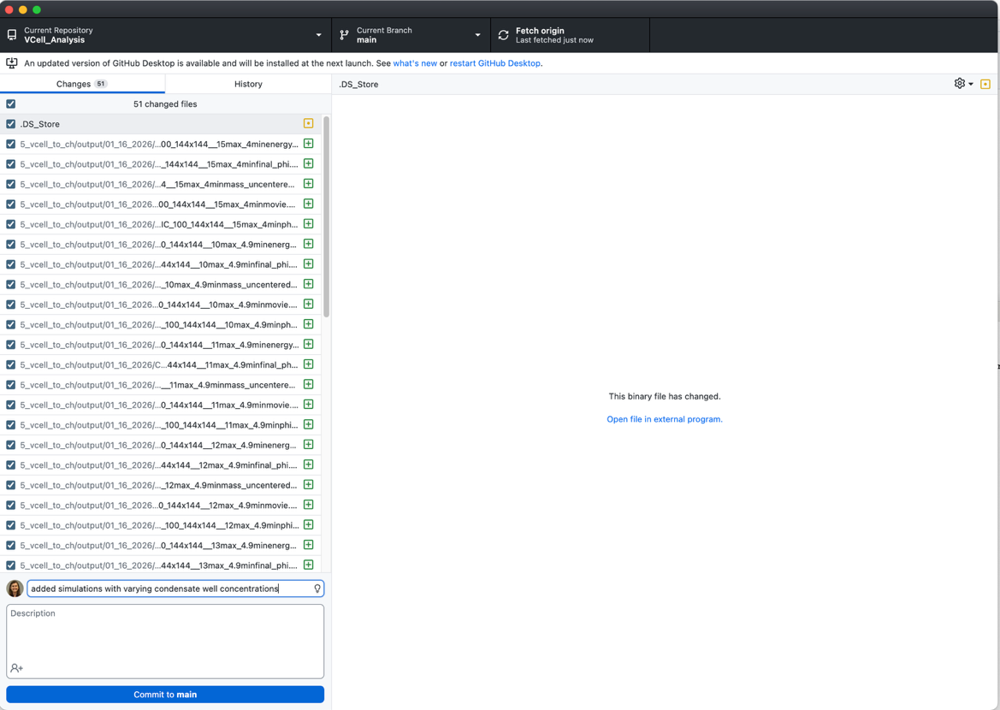 Current Repository
VCell_Analysis
Current Branch
main
Fetch origin
Last fetched just now
An updated version of GitHub Desktop is available and will be installed at the next launch. See what's new or restart GitHub Desktop.
Changes 51
History
.DS_Store
51 changed files
.DS_Store
5_vcell_to_ch/output/01_16_2026/...00_144x144__15max_4minenergy...
5_vcell_to_ch/output/01_16_2026/..._144x144__15max_4minfinal_phi....
5_vcell_to_ch/output/01_16_2026/...4__15max_4minmass_uncentere...
5_vcell_to_ch/output/01_16_2026...00_144x144__15max_4minmovie....
5_vcell_to_ch/output/01_16_2026/...IC_100_144x144__15max_4minph...
5_vcell_to_ch/output/01_16_2026/...0_144x144__10max_4.9minenerg...
5_vcell_to_ch/output/01_16_2026/...44x144__10max_4.9minfinal_phi....
5_vcell_to_ch/output/01_16_2026/..._10max_4.9minmass_uncentered...
5_vcell_to_ch/output/01_16_2026...0_144x144__10max_4.9minmovie....
5_vcell_to_ch/output/01_16_2026/..._100_144x144__10max_4.9minph...
5_vcell_to_ch/output/01_16_2026/...0_144x144__11max_4.9minenergy...
5_vcell_to_ch/output/01_16_2026/C...44x144__11max_4.9minfinal_ph...
5_vcell_to_ch/output/01_16_2026/...__11max_4.9minmass_uncentere...
5_vcell_to_ch/output/01_16_2026/...0_144x144__11max_4.9minmovie....
5_vcell_to_ch/output/01_16_2026/..._100_144x144__11max_4.9minphi...
5_vcell_to_ch/output/01_16_2026/...0_144x144__12max_4.9minenerg...
5_vcell_to_ch/output/01_16_2026/...44x144__12max_4.9minfinal_phi....
5_vcell_to_ch/output/01_16_2026/..._12max_4.9minmass_uncentered...
5_vcell_to_ch/output/01_16_2026...0_144x144__12max_4.9minmovie....
5_vcell_to_ch/output/01_16_2026/..._100_144x144__12max_4.9minphi...
5_vcell_to_ch/output/01_16_2026/...0_144x144__13max_4.9minenerg...
5_vcell_to_ch/output/01_16_2026/...44x144__13max_4.9minfinal_phi....
This binary file has changed.
Open file in external program.
added simulations with varying condensate well concentrations
Description
Commit to main